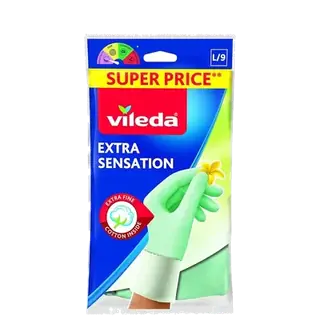 L/9
SUPER PRICE**
vileda
EXTRA
SENSATION
EXTRA FINE
COTTON INSIDE